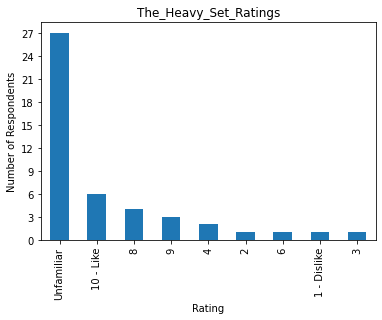 The_Heavy_Set_Ratings
Number of Respondents
27
24
21
18
15
12
9
6
3
0
Unfamiliar
10 - Like
8
9
4
2
6
1 - Dislike
3
Rating